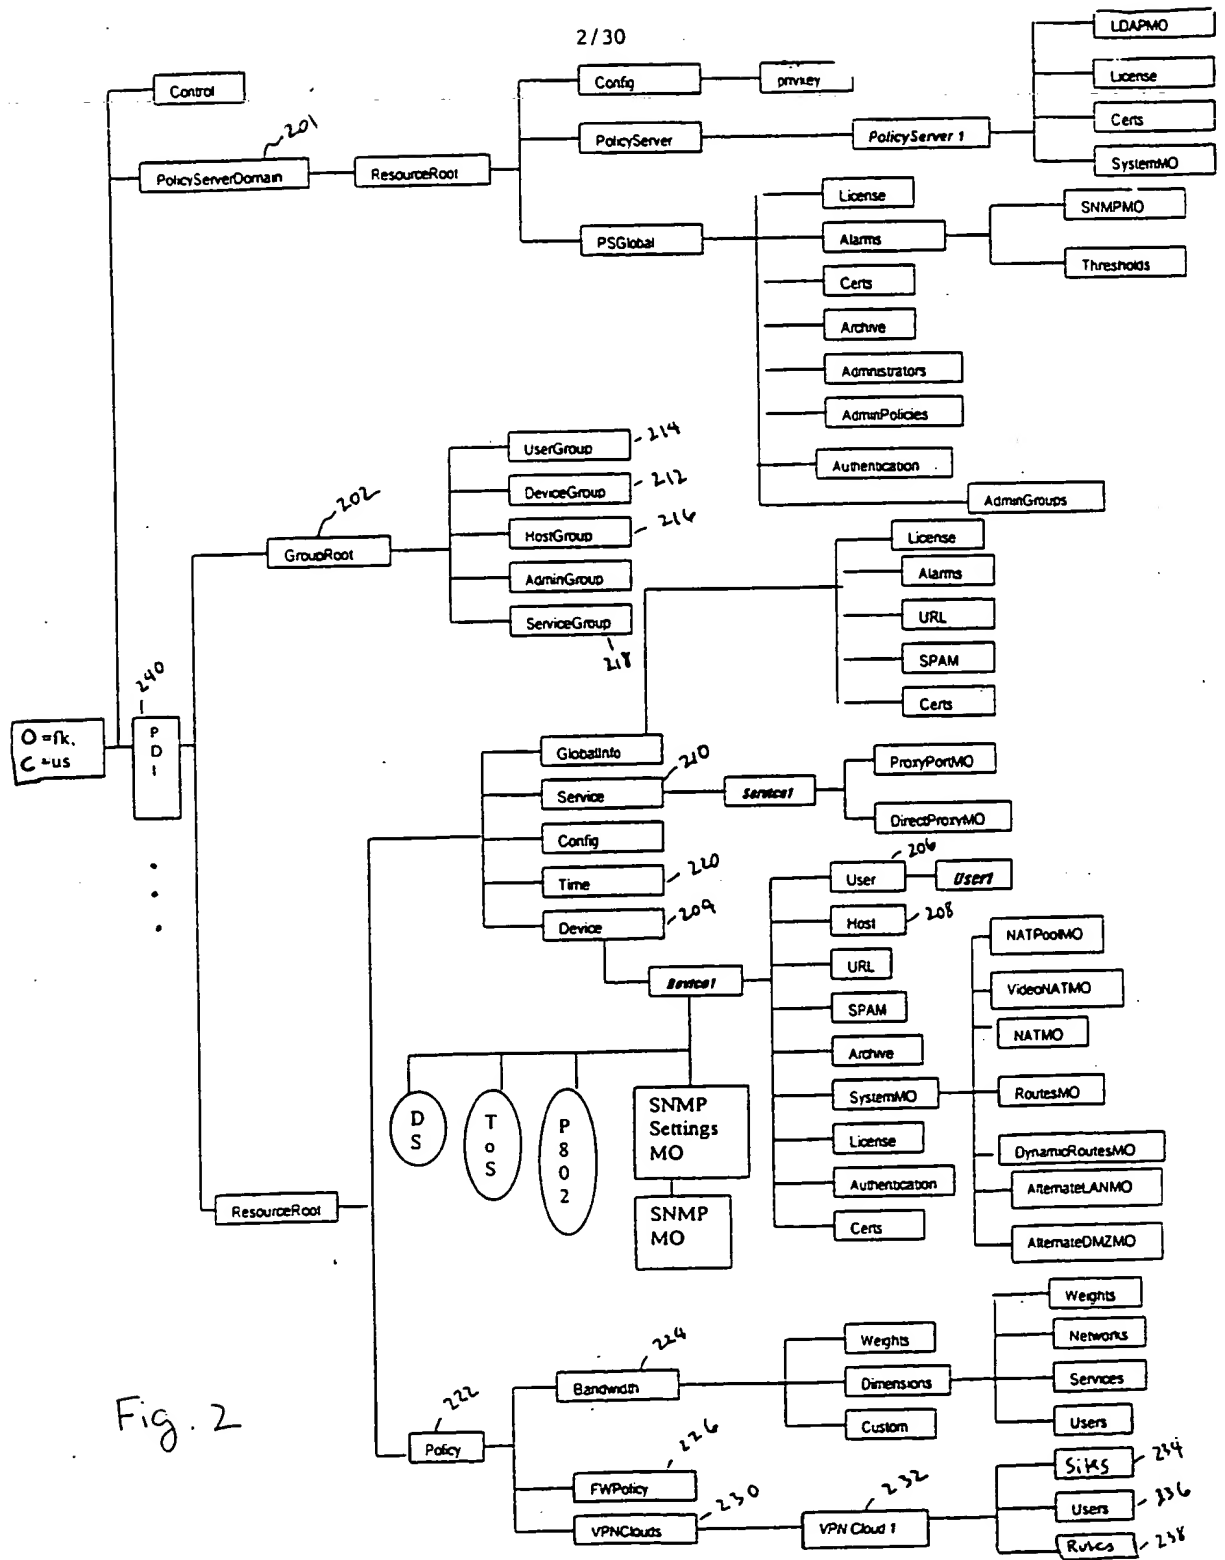 2/30
LDAPMO
Control
Config
privkey
License
201
Certs
PolicyServer
PolicyServer 1
PolicyServerDomain
ResourceRoot
SystemMO
License
SNMPMO
PSGlobal
Alarms
Thresholds
Certs
Archive
Administrators
AdminPolicies
UserGroup
214
Authentication
DeviceGroup
212
202
AdminGroups
HostGroup
216
License
GroupRoot
Alarms
AdminGroup
ServiceGroup
URL
218
SPAM
240
Certs
O =fk,
C =us
P
D
I
GlobalInfo
210
ProxyPortMO
Service
Service1
DirectProxyMO
Config
206
Time
220
User
User1
Device
209
Host
208
NATPoolMO
URL
Device1
VideoNATMO
SPAM
NATMO
Archive
SystemMO
RoutesMO
D
S
T
o
S
P
8
0
2
SNMP
Settings
MO
License
DynamicRoutesMO
Authentication
AlternateLANMO
ResourceRoot
SNMP
MO
Certs
AlternateDMZMO
Weights
224
Weights
Networks
Bandwidth
Dimensions
Services
222
Custom
Users
Fig. 2
Policy
226
Sites
234
FWPolicy
232
230
Users
236
VPNClouds
VPN Cloud 1
Rules
238